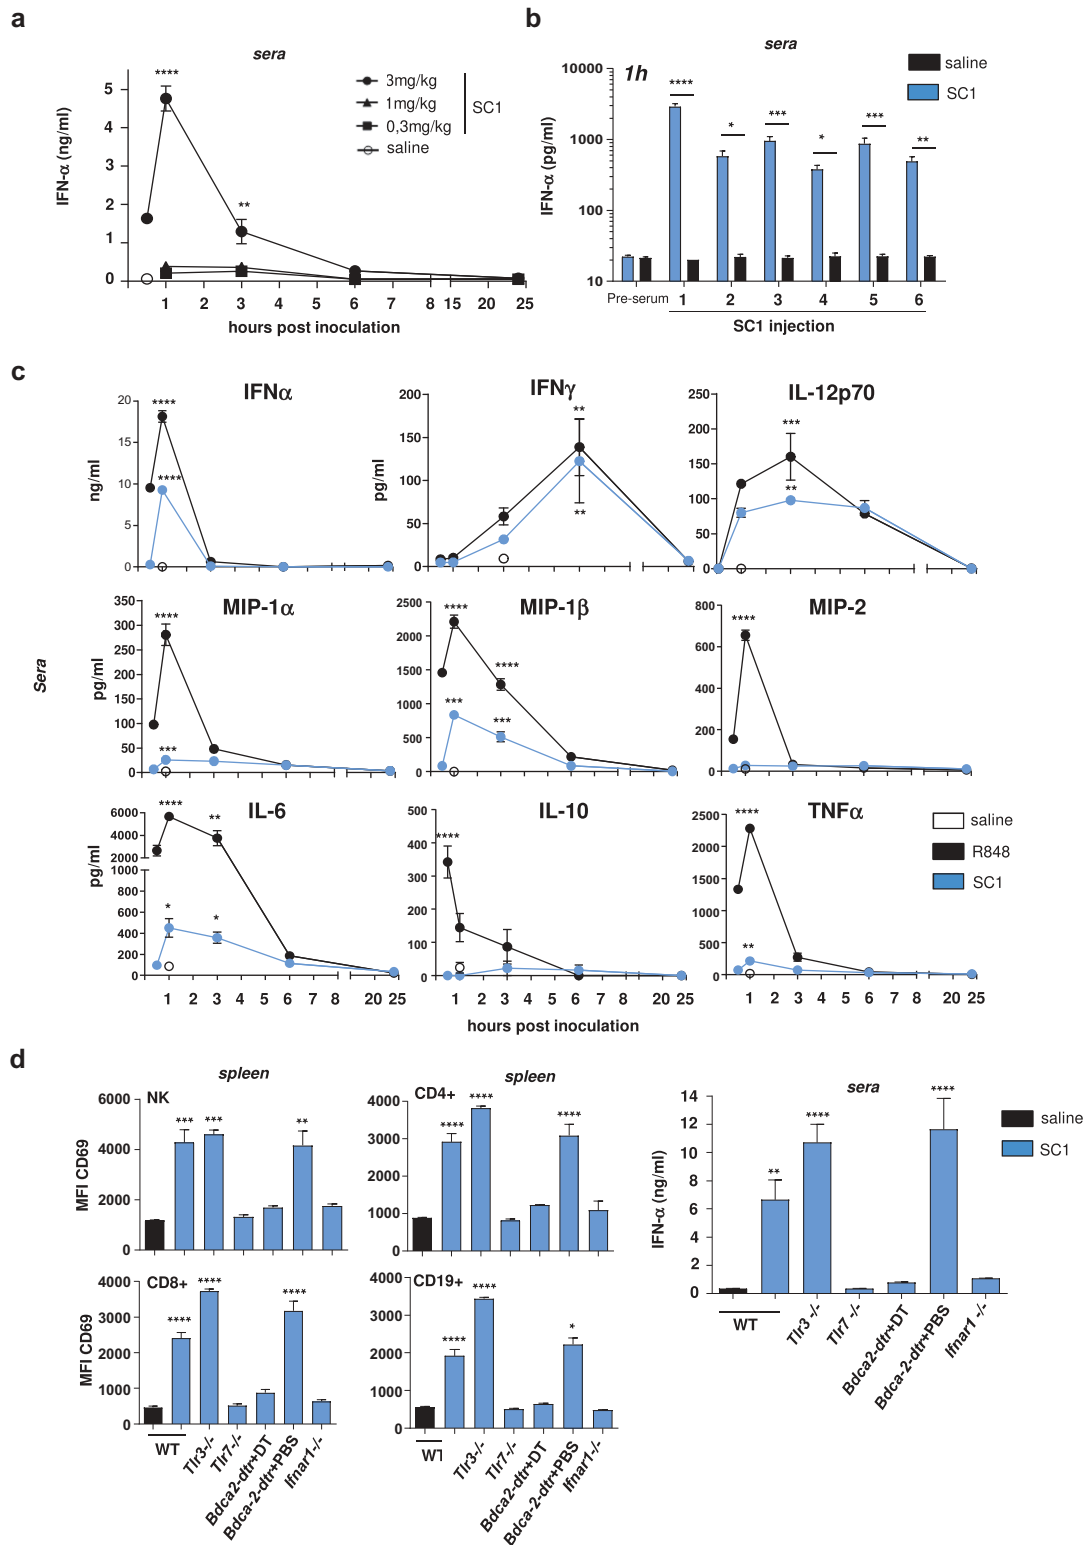 a
sera
IFN-α (ng/ml)
5
4
3
2
1
0
****
**
3mg/kg
1mg/kg
0,3mg/kg
SC1
saline
1 2 3 4 5 6 7 8 15 20 25
hours post inoculation
b
sera
1h
IFN-α (pg/ml)
10000
1000
100
10
saline
SC1
**** * *** * *** **
Pre-serum 1 2 3 4 5 6
SC1 injection
c
Sera
IFNα
ng/ml
20
15
10
5
0
****
****
IFNγ
pg/ml
200
150
100
50
0
**
**
IL-12p70
250
200
150
100
50
0
***
**
MIP-1α
pg/ml
350
300
250
200
150
100
50
0
****
***
MIP-1β
2500
2000
1500
1000
500
0
****
****
***
***
MIP-2
800
600
400
200
0
****
IL-6
pg/ml
6000
4000
2000
1000
800
600
400
200
0
**** **
* *
1 2 3 4 5 6 7 8 20 25
IL-10
400
300
200
100
0
****
1 2 3 4 5 6 7 8 20 25
hours post inoculation
TNFα
2500
2000
1500
1000
500
0
****
**
1 2 3 4 5 6 7 8 20 25
saline
R848
SC1
d
spleen
NK
MFI CD69
6000
4000
2000
0
*** *** **
spleen
CD4+
4000
3000
2000
1000
0
**** **** ****
CD8+
MFI CD69
4000
3000
2000
1000
0
**** **** ****
WT Tlr3-/- Tlr7-/- Bdca2-dtr+DT Bdca-2-dtr+PBS Ifnar1-/-
CD19+
4000
3000
2000
1000
0
**** **** *
WT Tlr3-/- Tlr7-/- Bdca2-dtr+DT Bdca-2-dtr+PBS Ifnar1-/-
sera
IFN-α (ng/ml)
14
12
10
8
6
4
2
0
** **** ****
WT Tlr3 -/- Tlr7 -/- Bdca2-dtr+DT Bdca-2-dtr+PBS Ifnar1 -/-
saline
SC1